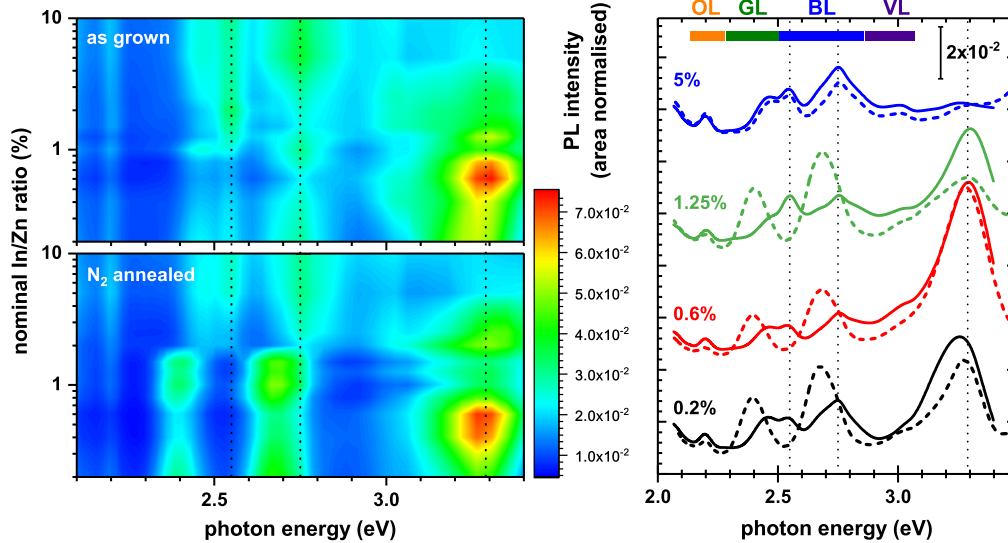 nominal In/Zn ratio (%)
10
as grown
1
10
N2 annealed
1
2.5
3.0
photon energy (eV)
7.0x10-2
6.0x10-2
5.0x10-2
4.0x10-2
3.0x10-2
2.0x10-2
1.0x10-2
PL intensity
(area normalised)
OL
GL
BL
VL
2x10-2
5%
1.25%
0.6%
0.2%
2.0
2.5
3.0
photon energy (eV)